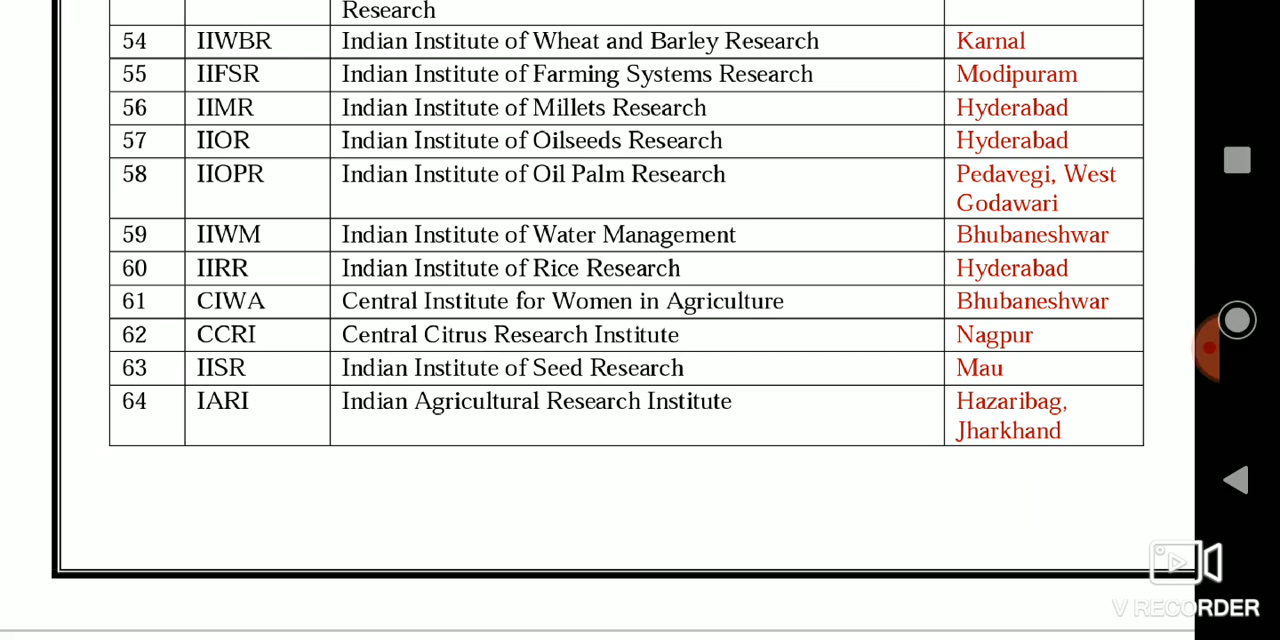 Research
54 IIWBR Indian Institute of Wheat and Barley Research Karnal
55 IIFSR Indian Institute of Farming Systems Research Modipuram
56 IIMR Indian Institute of Millets Research Hyderabad
57 IIOR Indian Institute of Oilseeds Research Hyderabad
58 IIOPR Indian Institute of Oil Palm Research Pedavegi, West
Godawari
59 IIWM Indian Institute of Water Management Bhubaneshwar
60 IIRR Indian Institute of Rice Research Hyderabad
61 CIWA Central Institute for Women in Agriculture Bhubaneshwar
62 CCRI Central Citrus Research Institute Nagpur
63 IISR Indian Institute of Seed Research Mau
64 IARI Indian Agricultural Research Institute Hazaribag,
Jharkhand
V RECORDER